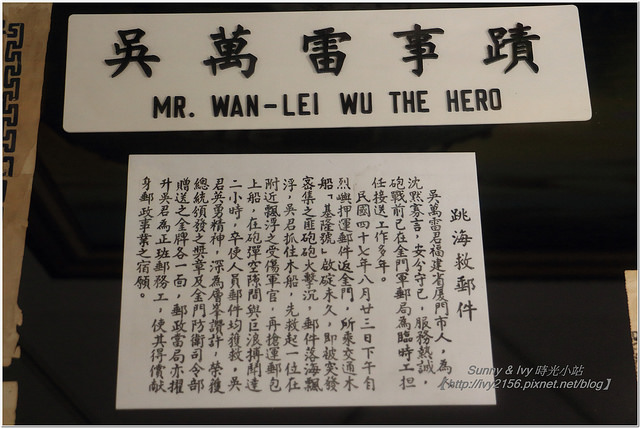 吳萬雷事蹟
MR. WAN-LEI WU THE HERO
跳海救郵件
吳萬雷君福建省厦門市人,為
沈默寡言,安分守己,服務熱誠,
砲戰前已在金門軍郵局為臨時工担
任接送工作多年。
民國四十七年八月廿三日下午自
烈嶼押運郵件返金門,所乘交通木
船「基隆號」啟碇未久,即被突發
密集之匪砲砲火擊沉,郵件落海飄
浮,吳君抓住木船,先救起一位在
附近飄浮之受傷軍官,再搶運郵包
上船,在砲彈空隙間與巨浪搏鬥達
二小時,卒使人員郵件均獲救,吳
君英勇精神,深為層峯讚許,榮獲
總統頒發之獎章及金門防衛司令部
贈送之金牌各一面,郵政當局亦擢
升吳君為正班郵務工,使其得償獻
身郵政事業之宿願。
Sunny & Ivy 時光小站
【http://ivy2156.pixnet.net/blog】